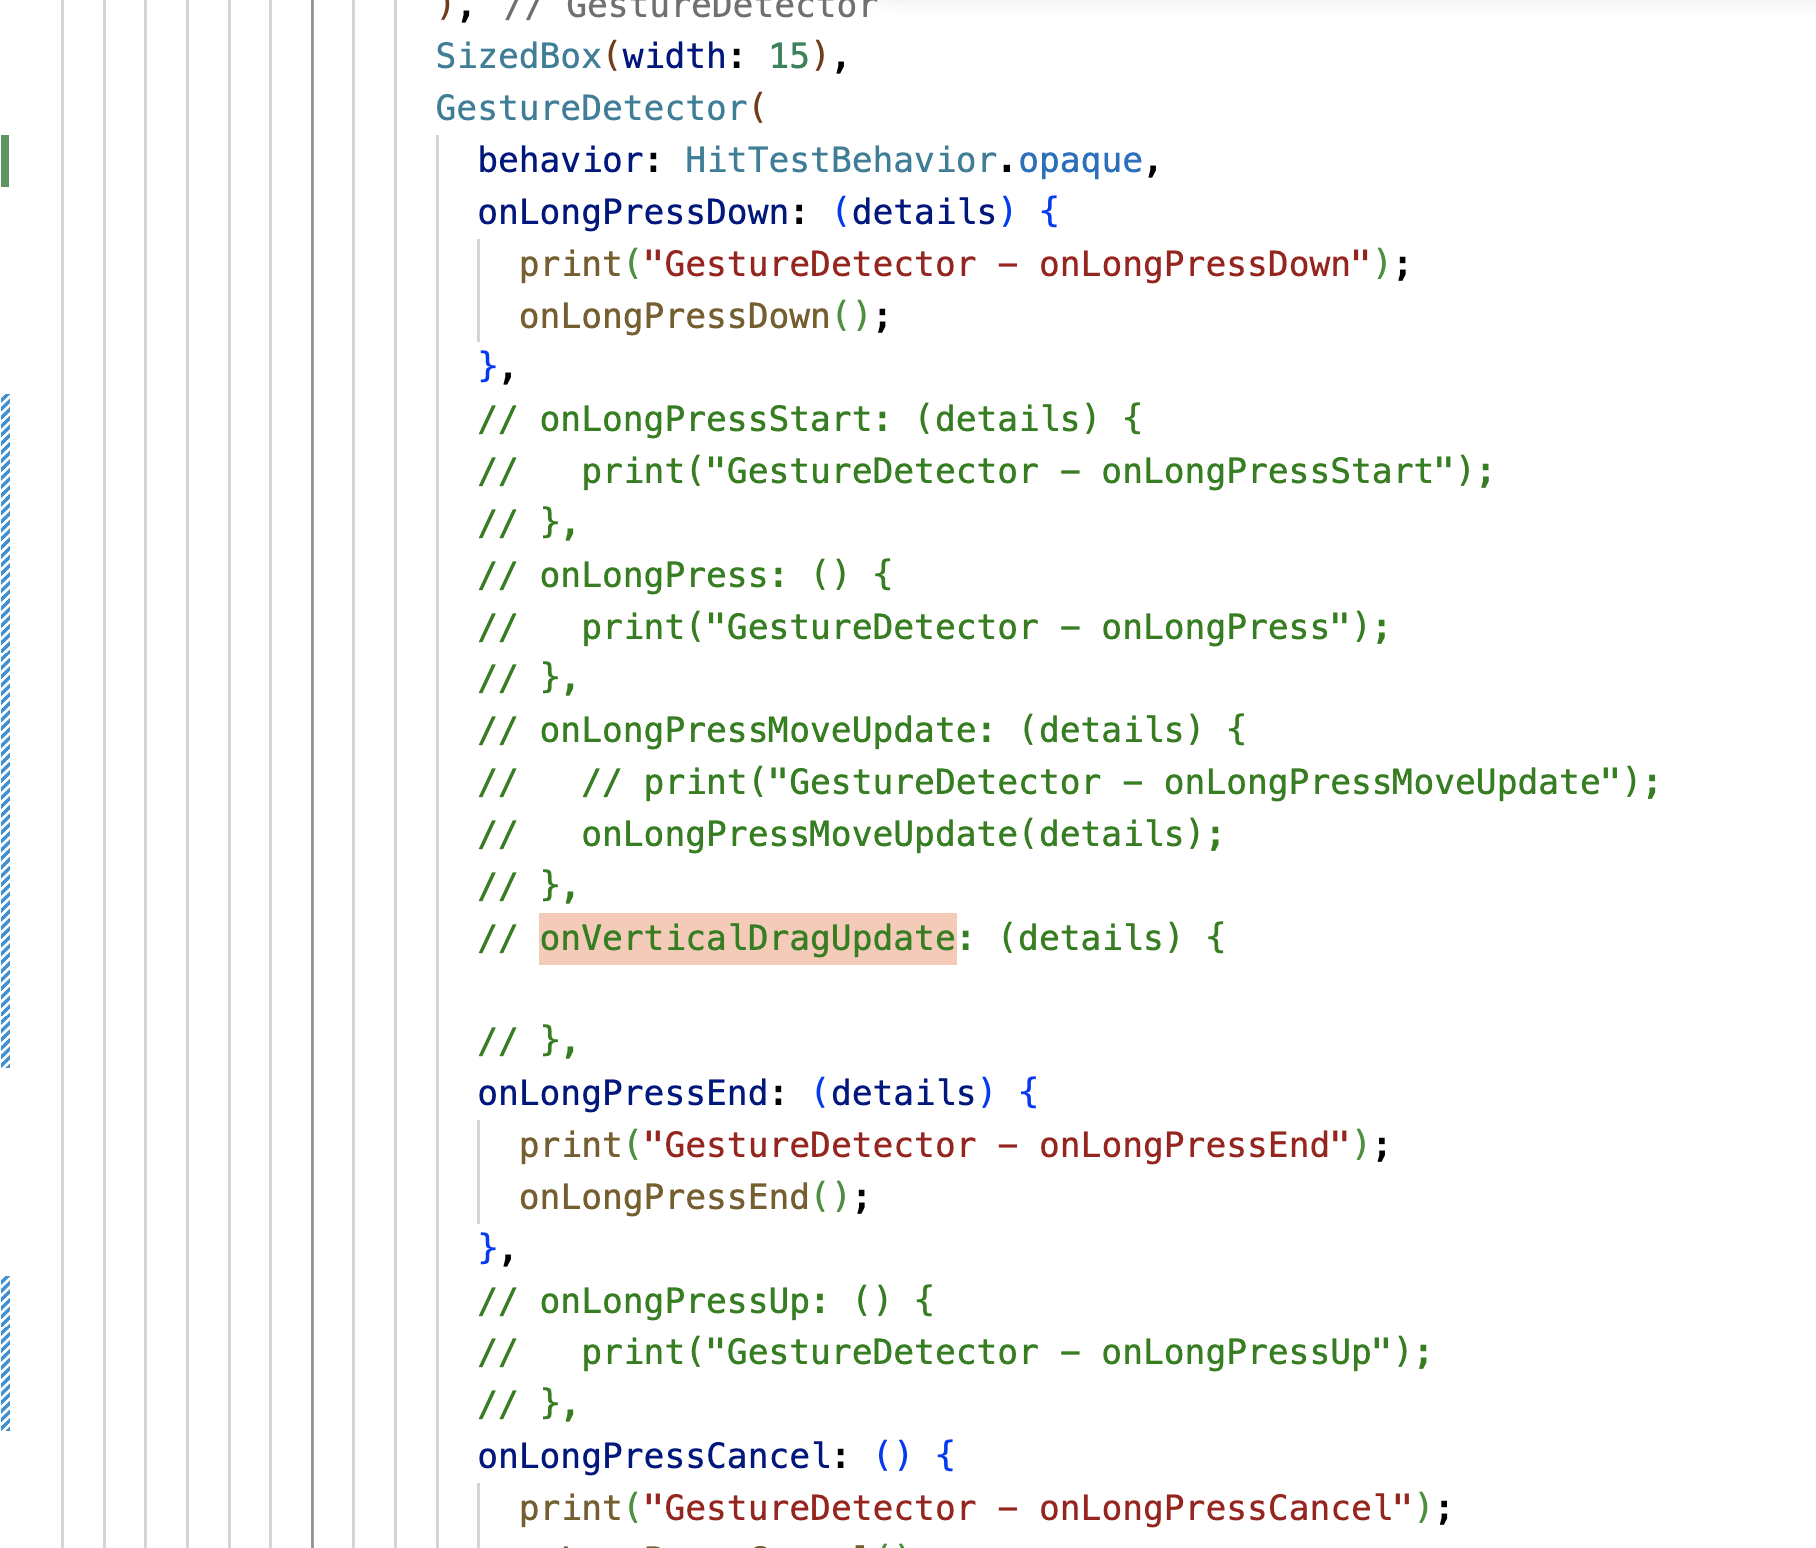 ), // GestureDetector
SizedBox(width: 15),
GestureDetector(
behavior: HitTestBehavior.opaque,
onLongPressDown: (details) {
print("GestureDetector - onLongPressDown");
onLongPressDown();
},
// onLongPressStart: (details) {
//   print("GestureDetector - onLongPressStart");
// },
// onLongPress: () {
//   print("GestureDetector - onLongPress");
// },
// onLongPressMoveUpdate: (details) {
//   // print("GestureDetector - onLongPressMoveUpdate");
//   onLongPressMoveUpdate(details);
// },
// onVerticalDragUpdate: (details) {
// },
onLongPressEnd: (details) {
print("GestureDetector - onLongPressEnd");
onLongPressEnd();
},
// onLongPressUp: () {
//   print("GestureDetector - onLongPressUp");
// },
onLongPressCancel: () {
print("GestureDetector - onLongPressCancel");